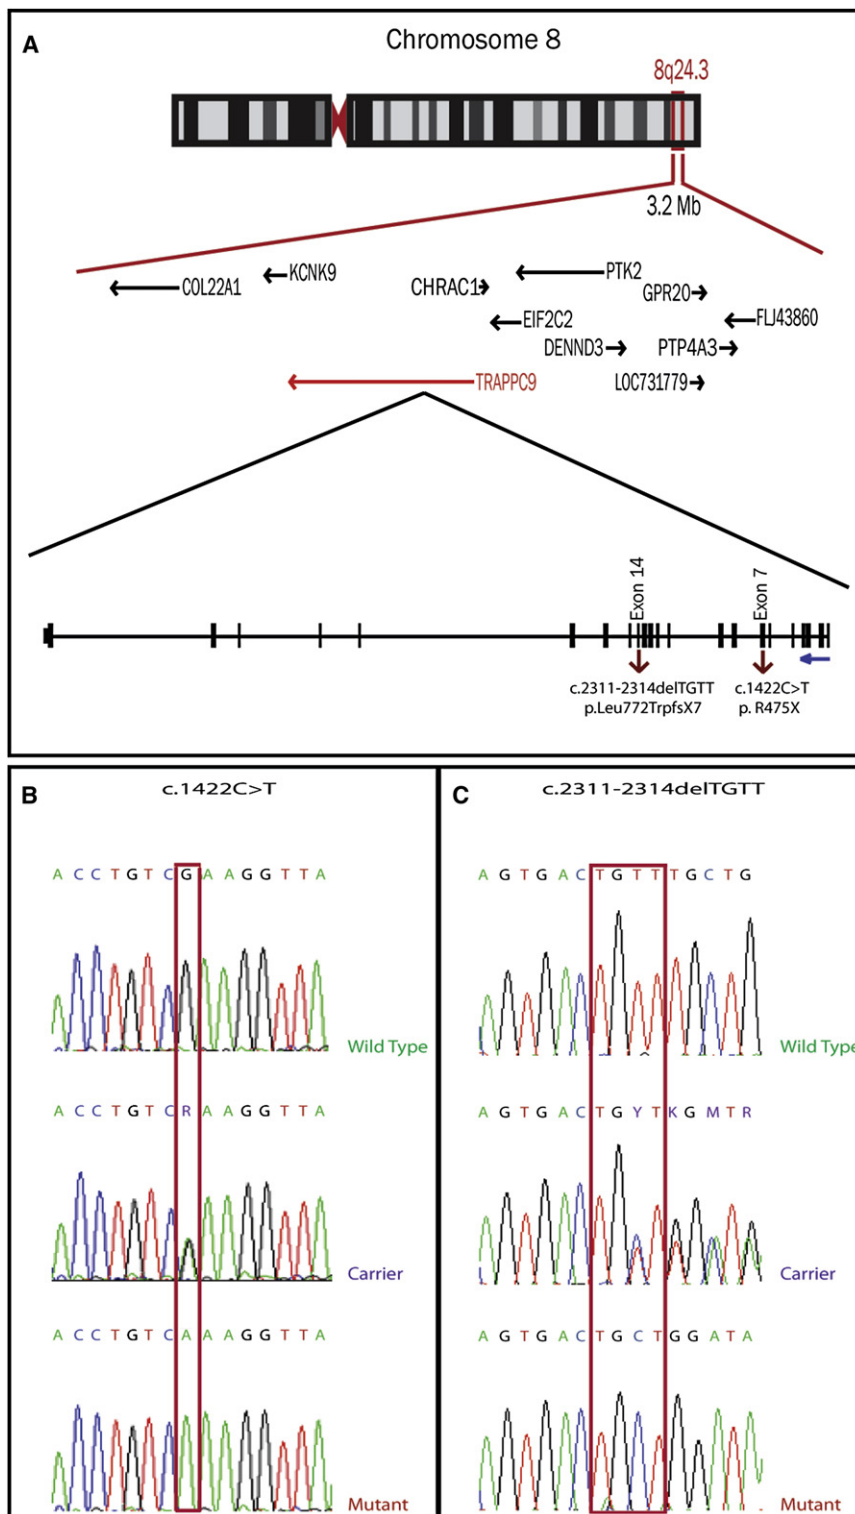 A
Chromosome 8
8q24.3
3.2 Mb
COL22A1
KCNK9
CHRAC1
PTK2
GPR20
EIF2C2
FLJ43860
DENND3
PTP4A3
TRAPPC9
LOC731779
Exon 14
Exon 7
c.2311-2314delTGTT
p.Leu772TrpfsX7
c.1422C>T
p. R475X
B
c.1422C>T
A C C T G T C G A A G G T T A
Wild Type
A C C T G T C R A A G G T T A
Carrier
A C C T G T C A A A G G T T A
Mutant
C
c.2311-2314delTGTT
A G T G A C T G T T T G C T G
Wild Type
A G T G A C T G Y T K G M T R
Carrier
A G T G A C T G C T G G A T A
Mutant